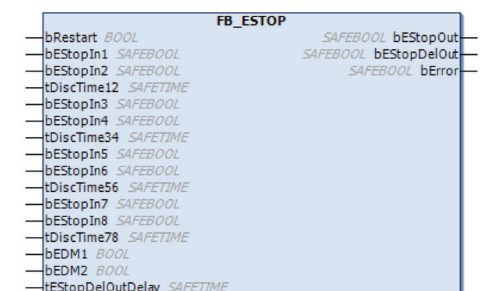 FB_ESTOP
bRestart BOOL SAFEBOOL bEStopOut
bEStopIn1 SAFEBOOL SAFEBOOL bEStopDelOut
bEStopIn2 SAFEBOOL SAFEBOOL bError
tDiscTime12 SAFETIME
bEStopIn3 SAFEBOOL
bEStopIn4 SAFEBOOL
tDiscTime34 SAFETIME
bEStopIn5 SAFEBOOL
bEStopIn6 SAFEBOOL
tDiscTime56 SAFETIME
bEStopIn7 SAFEBOOL
bEStopIn8 SAFEBOOL
tDiscTime78 SAFETIME
bEDM1 BOOL
bEDM2 BOOL
tEStopDelOutDelay SAFETIME